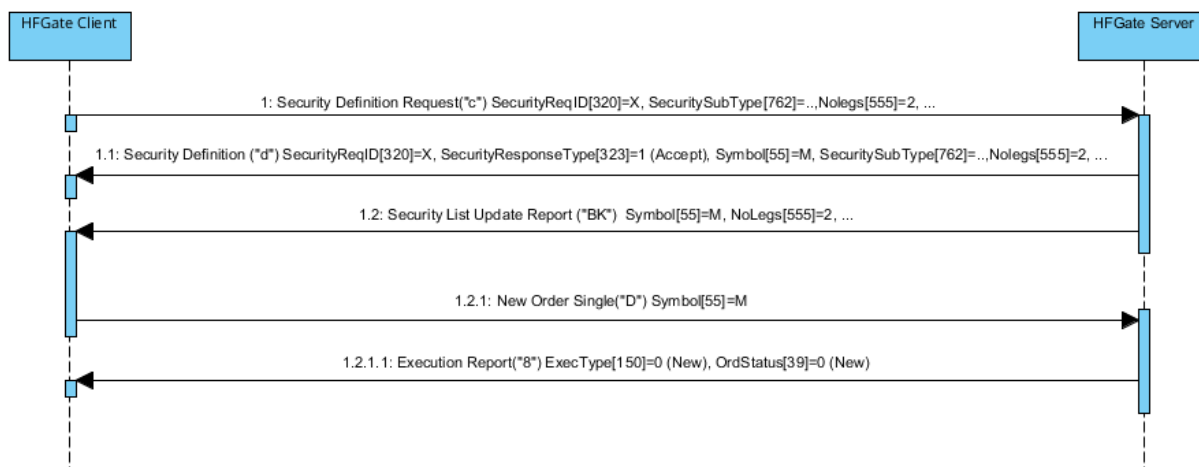 HFGate Client
HFGate Server
1: Security Definition Request("c") SecurityReqID[320]=X, SecuritySubType[762]=..,Nolegs[555]=2, ...
1.1: Security Definition ("d") SecurityReqID[320]=X, SecurityResponseType[323]=1 (Accept), Symbol[55]=M, SecuritySubType[762]=..,Nolegs[555]=2, ...
1.2: Security List Update Report ("BK")  Symbol[55]=M, NoLegs[555]=2, ...
1.2.1: New Order Single("D") Symbol[55]=M
1.2.1.1: Execution Report("8") ExecType[150]=0 (New), OrdStatus[39]=0 (New)